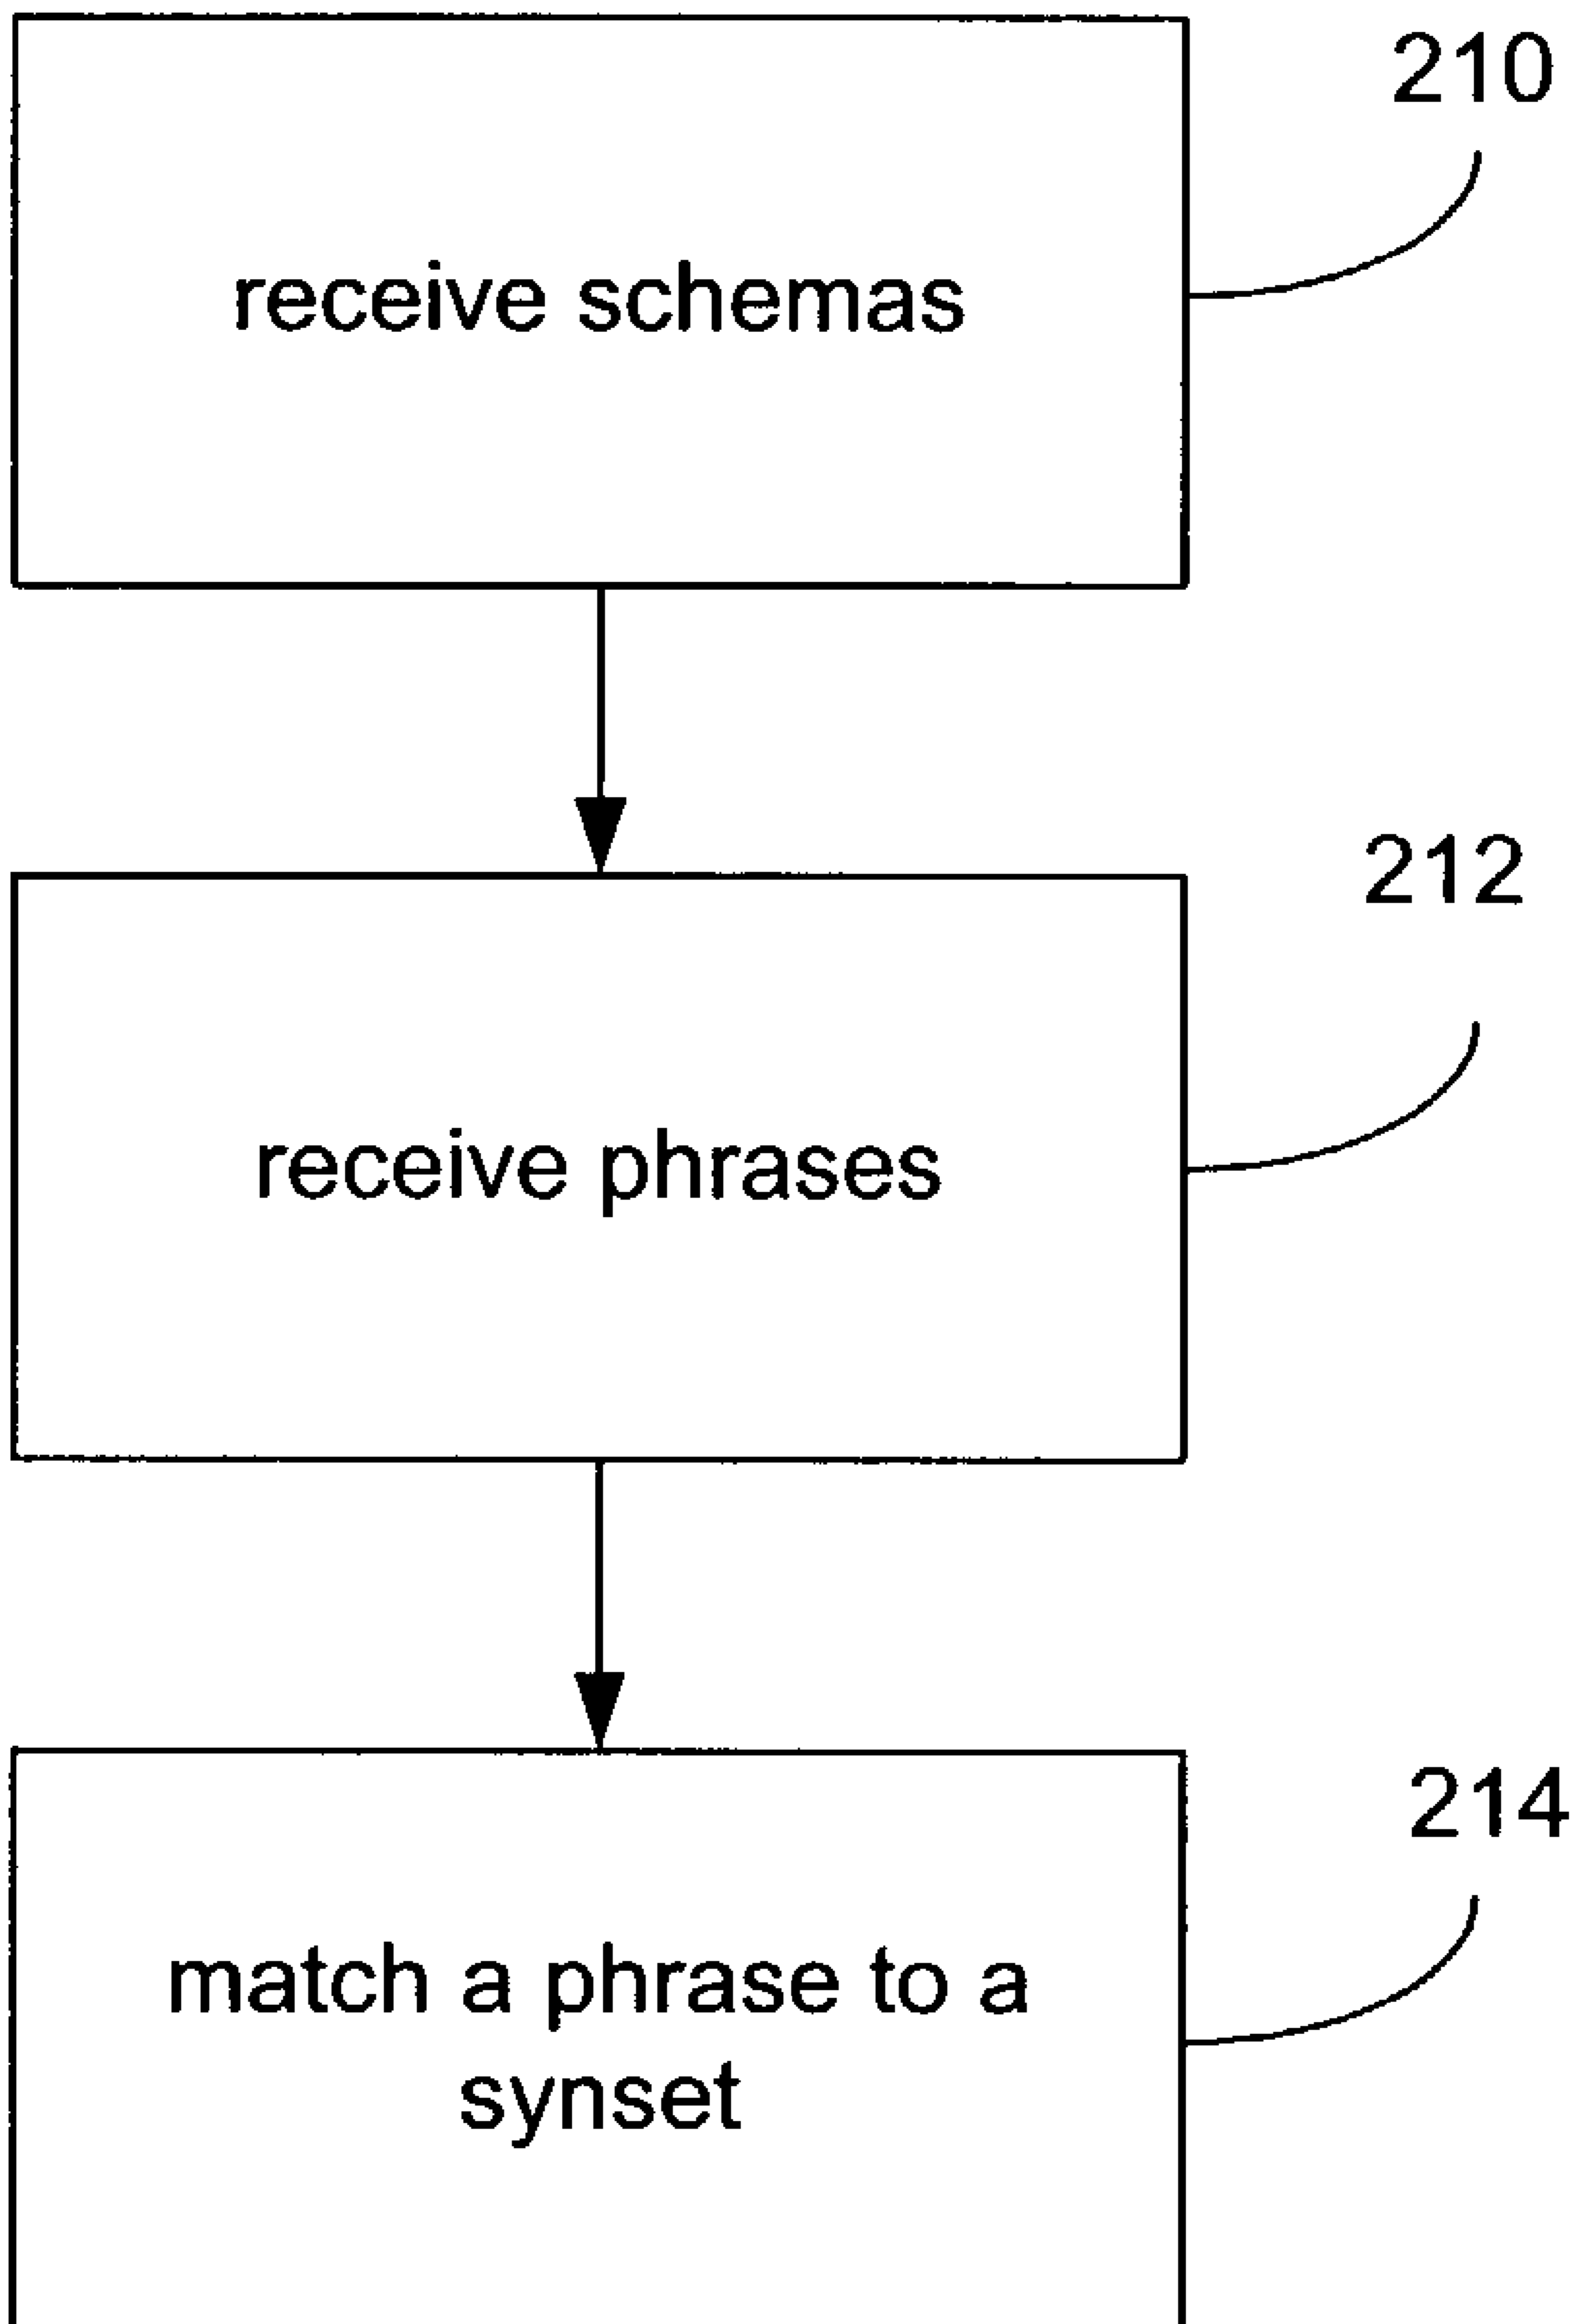 210
receive schemas
212
receive phrases
214
match a phrase to a
synset